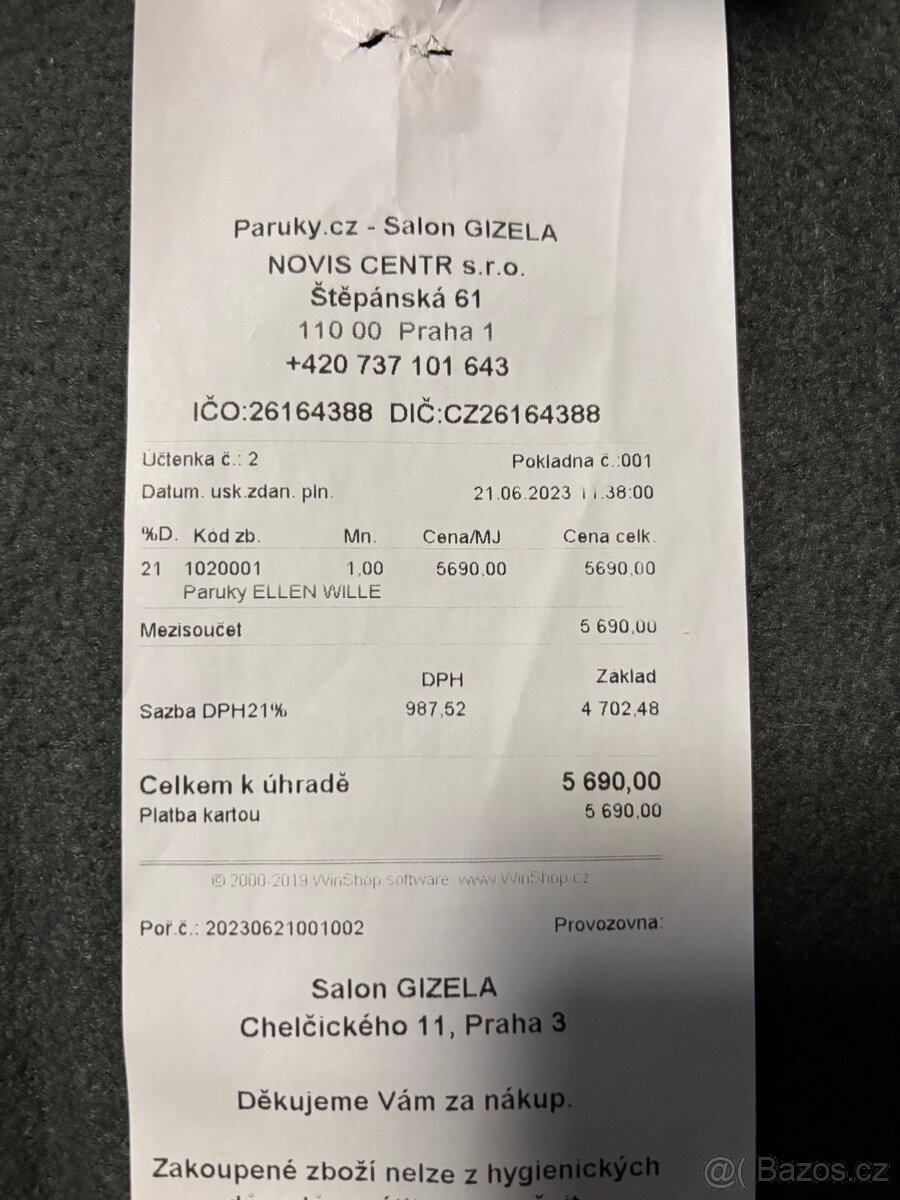 Paruky.cz - Salon GIZELA
NOVIS CENTR s.r.o.
Štěpánská 61
110 00 Praha 1
+420 737 101 643
IČO:26164388 DIČ:CZ26164388
Účtenka č.: 2 Pokladna č.:001
Datum. usk.zdan. pln. 21.06.2023 11:38:00
%D. Kód zb. Mn. Cena/MJ Cena celk.
21 1020001 1,00 5690,00 5690,00
Paruky ELLEN WILLE
Mezisoučet 5 690,00
DPH Základ
Sazba DPH21% 987,52 4 702,48
Celkem k úhradě 5 690,00
Platba kartou 5 690,00
© 2000-2019 WinShop software www.WinShop.cz
Poř.č.: 20230621001002 Provozovna:
Salon GIZELA
Chelčického 11, Praha 3
Děkujeme Vám za nákup.
Zakoupené zboží nelze z hygienických
@( Bazos.cz